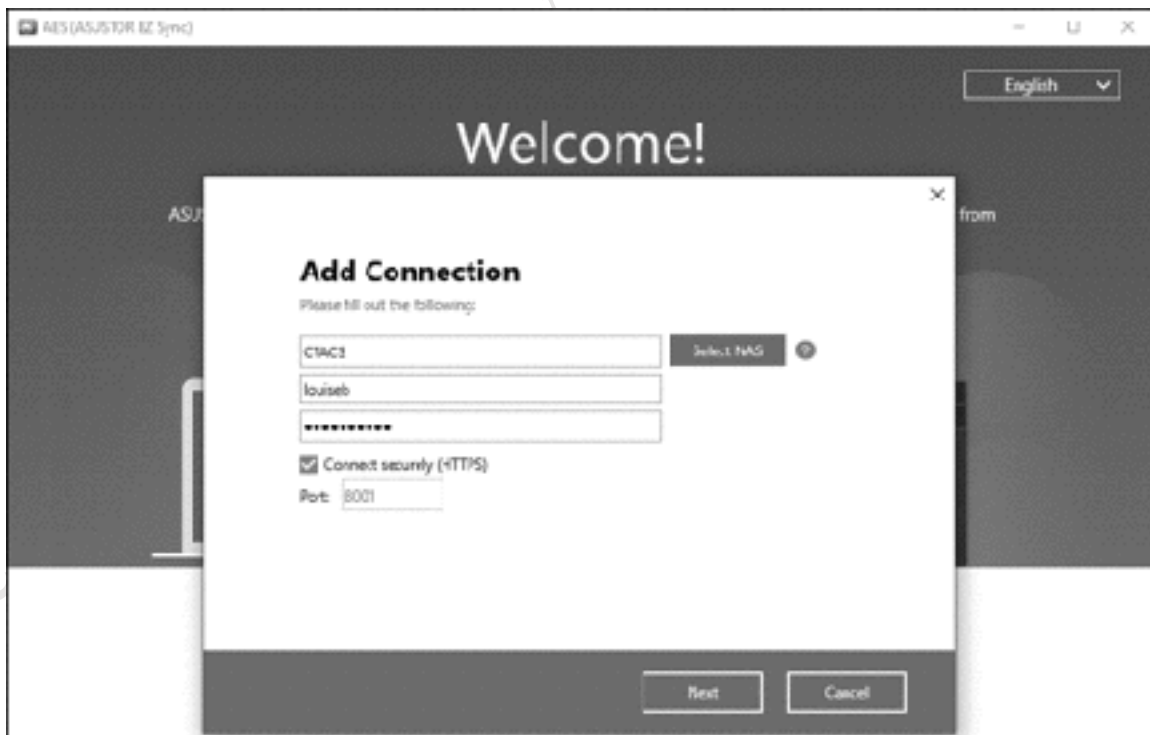 AES (ASUSTOR EZ Sync)
English
Welcome!
from
Add Connection
Please fill out the following:
Select NAS
louiseb
Connect securely (HTTPS)
Port: 8001
Next
Cancel